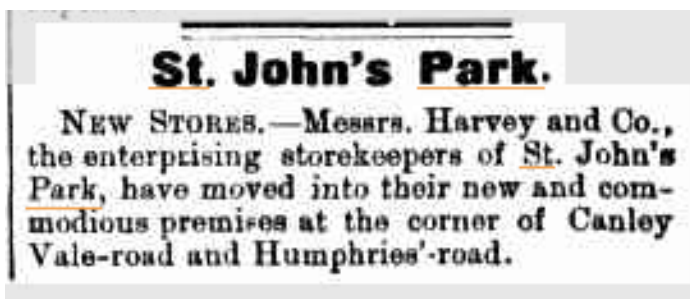 St. John's Park.
NEW STORES.—Messrs. Harvey and Co.,
the enterprising storekeepers of St. John's
Park, have moved into their new and com-
modious premises at the corner of Canley
Vale-road and Humphries'-road.